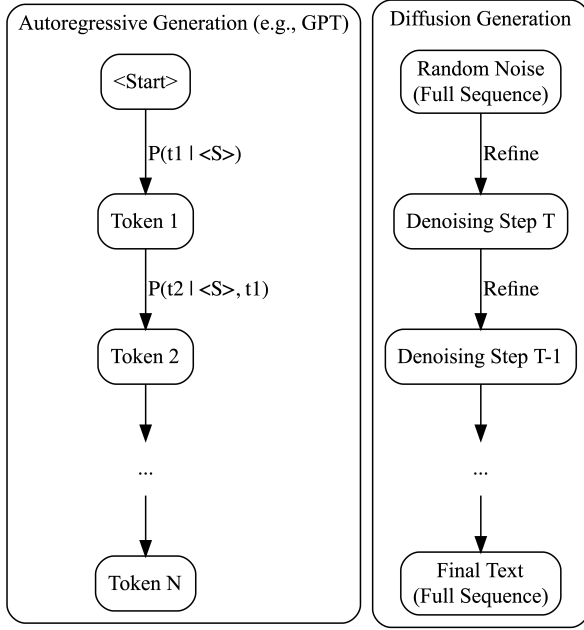 Autoregressive Generation (e.g., GPT)
<Start>
P(t1 | <S>)
Token 1
P(t2 | <S>, t1)
Token 2
...
Token N
Diffusion Generation
Random Noise
(Full Sequence)
Refine
Denoising Step T
Refine
Denoising Step T-1
...
Final Text
(Full Sequence)